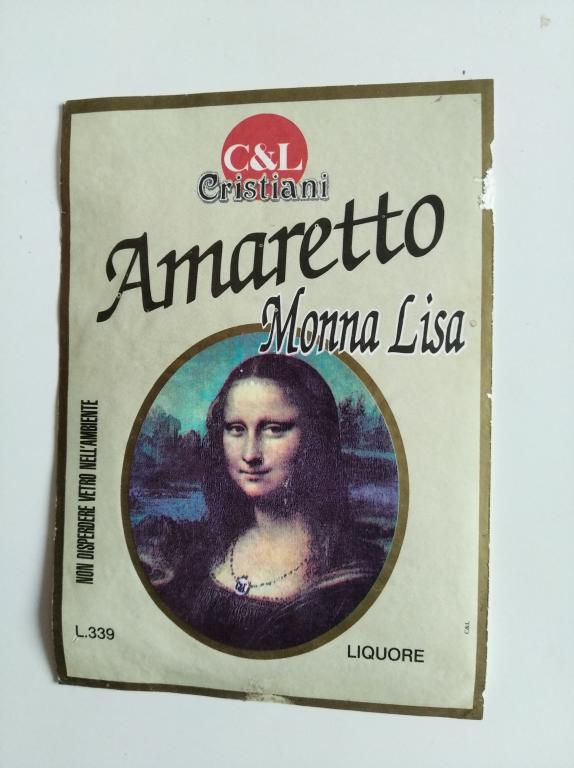 C&L
Cristiani
Amaretto
Monna Lisa
NON DISPERDERE VETRO NELL'AMBIENTE
L.339
LIQUORE
C&L